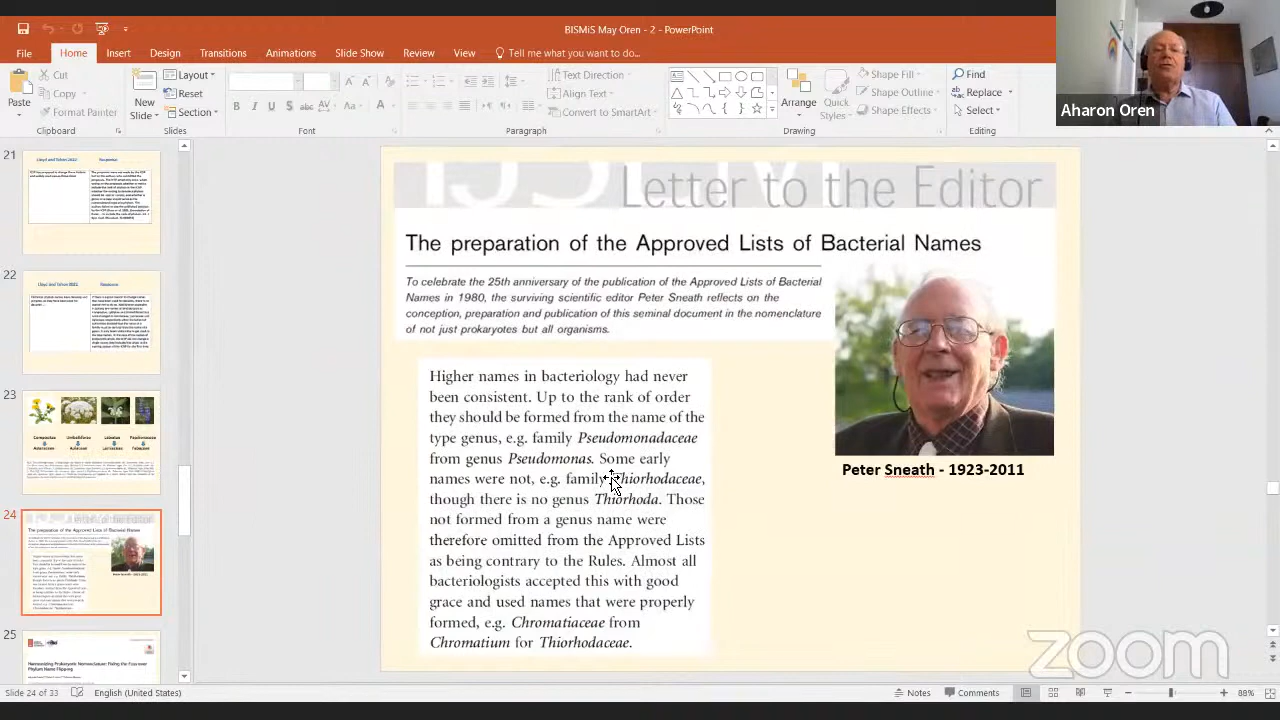 BISMiS May Oren - 2 - PowerPoint
File Home Insert Design Transitions Animations Slide Show Review View Tell me what you want to do...
Paste
Cut
Copy
Format Painter
Clipboard
New
Slide
Layout
Reset
Section
Slides
Font
Text Direction
Align Text
Convert to SmartArt
Paragraph
Arrange
Quick
Styles
Shape Fill
Shape Outline
Shape Effects
Drawing
Find
Replace
Select
Editing
Aharon Oren
21
22
23
24
25
Letter to the Editor
The preparation of the Approved Lists of Bacterial Names
To celebrate the 25th anniversary of the publication of the Approved Lists of Bacterial
Names in 1980, the surviving scientific editor Peter Sneath reflects on the
conception, preparation and publication of this seminal document in the nomenclature
of not just prokaryotes but all organisms.
Higher names in bacteriology had never
been consistent. Up to the rank of order
they should be formed from the name of the
type genus, e.g. family Pseudomonadaceae
from genus Pseudomonas. Some early
names were not, e.g. family Thiorhodaceae,
though there is no genus Thiorhoda. Those
not formed from a genus name were
therefore omitted from the Approved Lists
as being contrary to the Rules. Almost all
bacteriologists accepted this with good
grace and used names that were properly
formed, e.g. Chromatiaceae from
Chromatium for Thiorhodaceae.
Peter Sneath - 1923-2011
zoom
Slide 24 of 33 English (United States) Notes Comments 88%